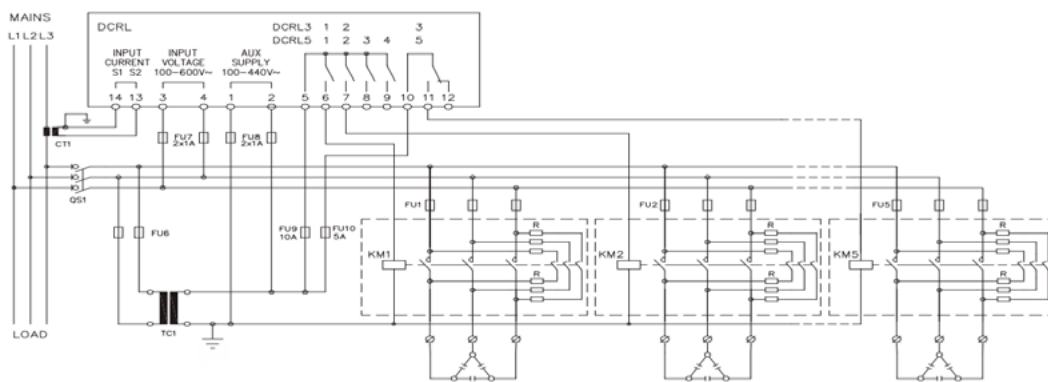 MAINS
L1 L2 L3
DCRL
DCRL3 1 2 3
DCRL5 1 2 3 4 5
INPUT CURRENT
S1 S2
INPUT VOLTAGE
100-600V~
AUX SUPPLY
100-440V~
14 13 3 4 1 2 5 6 7 8 9 10 11 12
CT1
FU7
2x1A
FU8
2x1A
QS1
FU6
FU9
10A
FU10
5A
FU1
FU2
FU5
R
R
R
KM1
KM2
KM5
R
R
R
TC1
LOAD